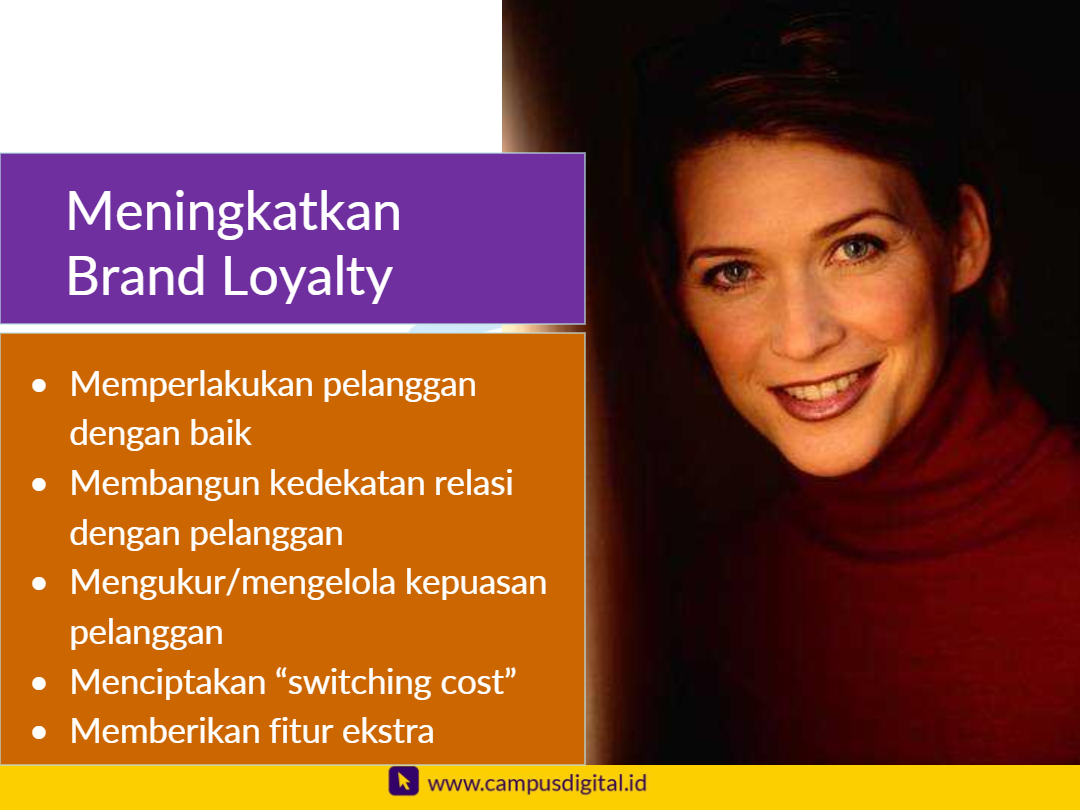 Meningkatkan
Brand Loyalty
• Memperlakukan pelanggan
dengan baik
• Membangun kedekatan relasi
dengan pelanggan
• Mengukur/mengelola kepuasan
pelanggan
• Menciptakan “switching cost”
• Memberikan fitur ekstra
www.campusdigital.id